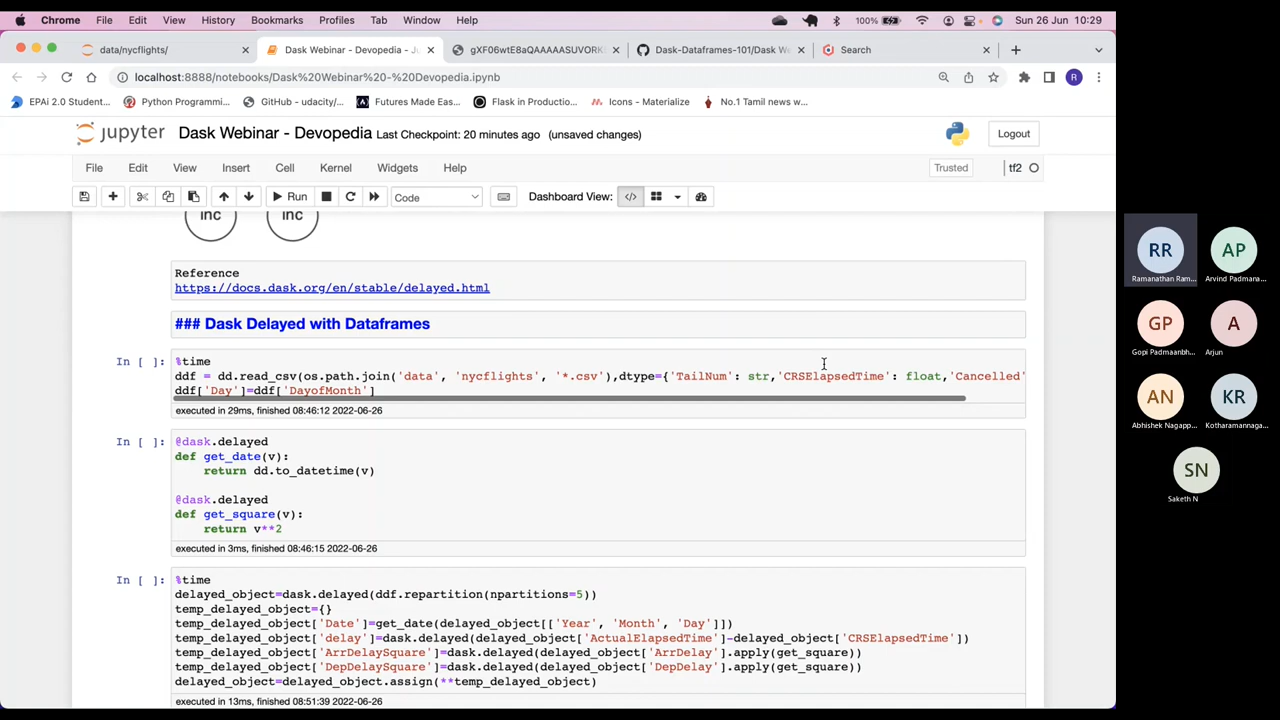 Chrome File Edit View History Bookmarks Profiles Tab Window Help 100% Sun 26 Jun 10:29
data/nycflights/ Dask Webinar - Devopedia - Ju gXF06wtE8aQAAAAASUVORK Dask-Dataframes-101/Dask We Search
localhost:8888/notebooks/Dask%20Webinar%20-%20Devopedia.ipynb R
EPAi 2.0 Student... Python Programmi... GitHub - udacity/... Futures Made Eas... Flask in Productio... Icons - Materialize No.1 Tamil news w...
jupyter Dask Webinar - Devopedia Last Checkpoint: 20 minutes ago (unsaved changes) Logout
File Edit View Insert Cell Kernel Widgets Help Trusted tf2
Run Code Dashboard View:
inc inc
Reference
https://docs.dask.org/en/stable/delayed.html
### Dask Delayed with Dataframes
In [ ]: %time
ddf = dd.read_csv(os.path.join('data', 'nycflights', '*.csv'),dtype={'TailNum': str,'CRSElapsedTime': float,'Cancelled'
ddf['Day']=ddf['DayofMonth']
executed in 29ms, finished 08:46:12 2022-06-26
In [ ]: @dask.delayed
def get_date(v):
return dd.to_datetime(v)
@dask.delayed
def get_square(v):
return v**2
executed in 3ms, finished 08:46:15 2022-06-26
In [ ]: %time
delayed_object=dask.delayed(ddf.repartition(npartitions=5))
temp_delayed_object={}
temp_delayed_object['Date']=get_date(delayed_object[['Year', 'Month', 'Day']])
temp_delayed_object['delay']=dask.delayed(delayed_object['ActualElapsedTime']-delayed_object['CRSElapsedTime'])
temp_delayed_object['ArrDelaySquare']=dask.delayed(delayed_object['ArrDelay'].apply(get_square))
temp_delayed_object['DepDelaySquare']=dask.delayed(delayed_object['DepDelay'].apply(get_square))
delayed_object=delayed_object.assign(**temp_delayed_object)
executed in 13ms, finished 08:51:39 2022-06-26
RR AP
Ramanathan Ram... Arvind Padmana...
GP A
Gopi Padmaanbh... Arjun
AN KR
Abhishek Nagapp... Kotharamannaga...
SN
Saketh N